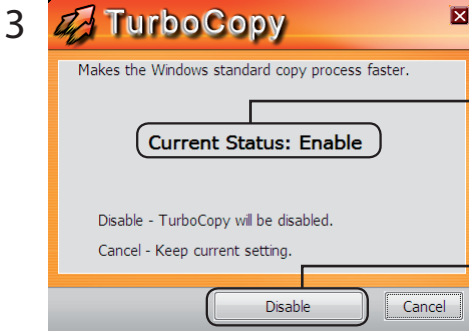 3
TurboCopy
Makes the Windows standard copy process faster.
Current Status: Enable
Disable - TurboCopy will be disabled.
Cancel - Keep current setting.
Disable
Cancel